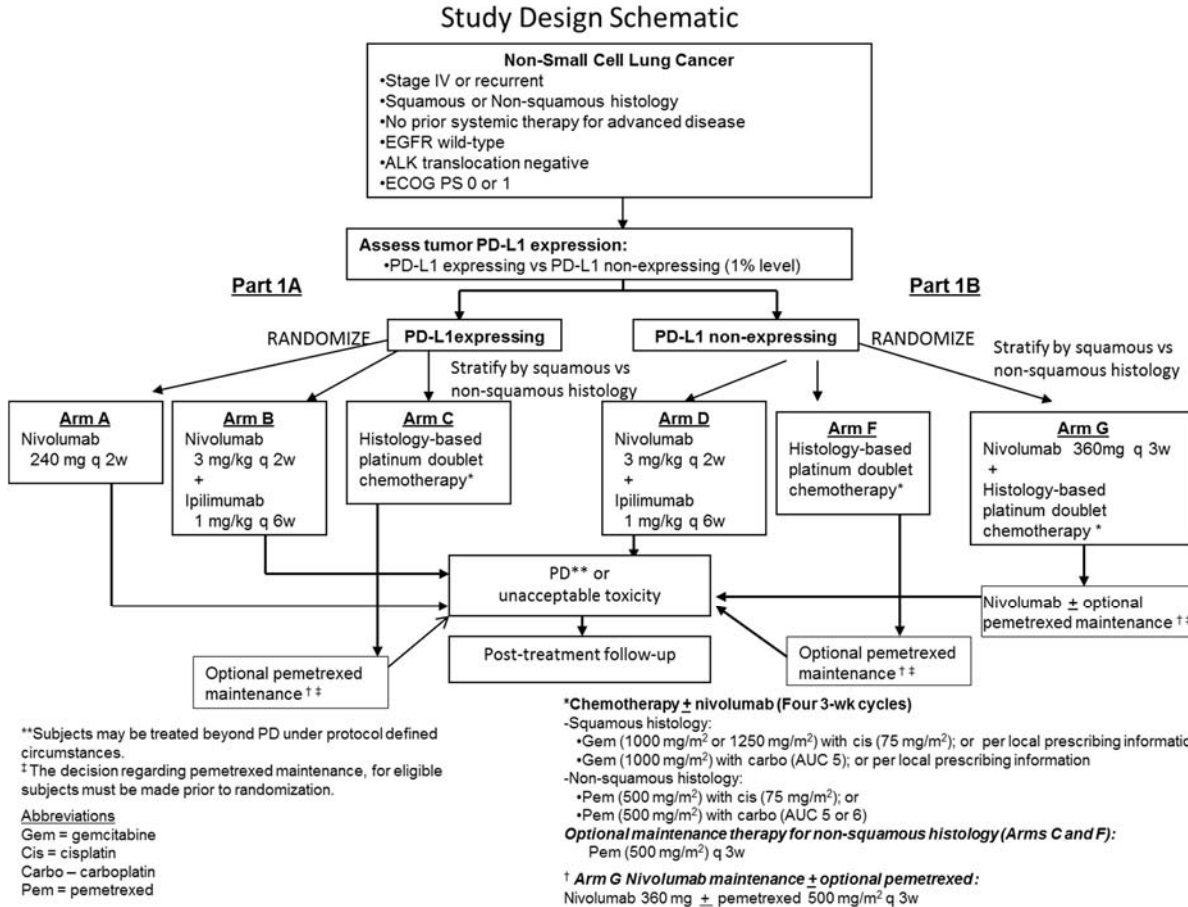 Study Design Schematic
Non-Small Cell Lung Cancer
•Stage IV or recurrent
•Squamous or Non-squamous histology
•No prior systemic therapy for advanced disease
•EGFR wild-type
•ALK translocation negative
•ECOG PS 0 or 1
Assess tumor PD-L1 expression:
•PD-L1 expressing vs PD-L1 non-expressing (1% level)
Part 1A
Part 1B
RANDOMIZE
PD-L1expressing
PD-L1 non-expressing
RANDOMIZE
Stratify by squamous vs
non-squamous histology
Stratify by squamous vs
non-squamous histology
Arm A
Nivolumab
240 mg q 2w
Arm B
Nivolumab
3 mg/kg q 2w
+
Ipilimumab
1 mg/kg q 6w
Arm C
Histology-based
platinum doublet
chemotherapy*
Arm D
Nivolumab
3 mg/kg q 2w
+
Ipilimumab
1 mg/kg q 6w
Arm F
Histology-based
platinum doublet
chemotherapy*
Arm G
Nivolumab 360mg q 3w
+
Histology-based
platinum doublet
chemotherapy *
PD** or
unacceptable toxicity
Nivolumab ± optional
pemetrexed maintenance † ‡
Post-treatment follow-up
Optional pemetrexed
maintenance † ‡
Optional pemetrexed
maintenance † ‡
**Subjects may be treated beyond PD under protocol defined
circumstances.
‡ The decision regarding pemetrexed maintenance, for eligible
subjects must be made prior to randomization.
Abbreviations
Gem = gemcitabine
Cis = cisplatin
Carbo – carboplatin
Pem = pemetrexed
*Chemotherapy ± nivolumab (Four 3-wk cycles)
-Squamous histology:
•Gem (1000 mg/m² or 1250 mg/m²) with cis (75 mg/m²); or per local prescribing informatio
•Gem (1000 mg/m²) with carbo (AUC 5); or per local prescribing information
-Non-squamous histology:
•Pem (500 mg/m²) with cis (75 mg/m²); or
•Pem (500 mg/m²) with carbo (AUC 5 or 6)
Optional maintenance therapy for non-squamous histology (Arms C and F):
Pem (500 mg/m²) q 3w
† Arm G Nivolumab maintenance ± optional pemetrexed:
Nivolumab 360 mg ± pemetrexed 500 mg/m² q 3w